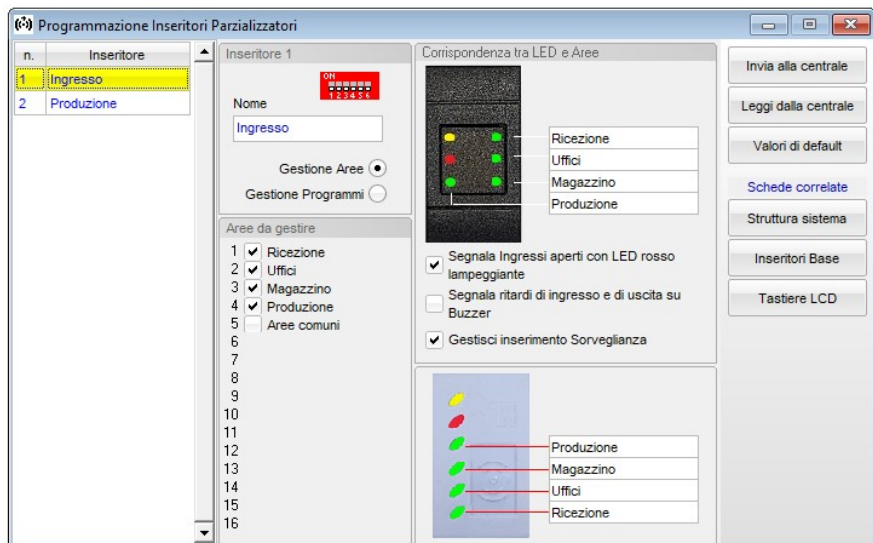 Programmazione Inseritori Parzializzatori
n. Inseritore
1 Ingresso
2 Produzione
Inseritore 1
ON
1 2 3 4 5 6
Nome
Ingresso
Gestione Aree
Gestione Programmi
Aree da gestire
1 Ricezione
2 Uffici
3 Magazzino
4 Produzione
5 Aree comuni
6
7
8
9
10
11
12
13
14
15
16
Corrispondenza tra LED e Aree
Ricezione
Uffici
Magazzino
Produzione
Segnala Ingressi aperti con LED rosso
lampeggiante
Segnala ritardi di ingresso e di uscita su
Buzzer
Gestisci inserimento Sorveglianza
Produzione
Magazzino
Uffici
Ricezione
Invia alla centrale
Leggi dalla centrale
Valori di default
Schede correlate
Struttura sistema
Inseritori Base
Tastiere LCD